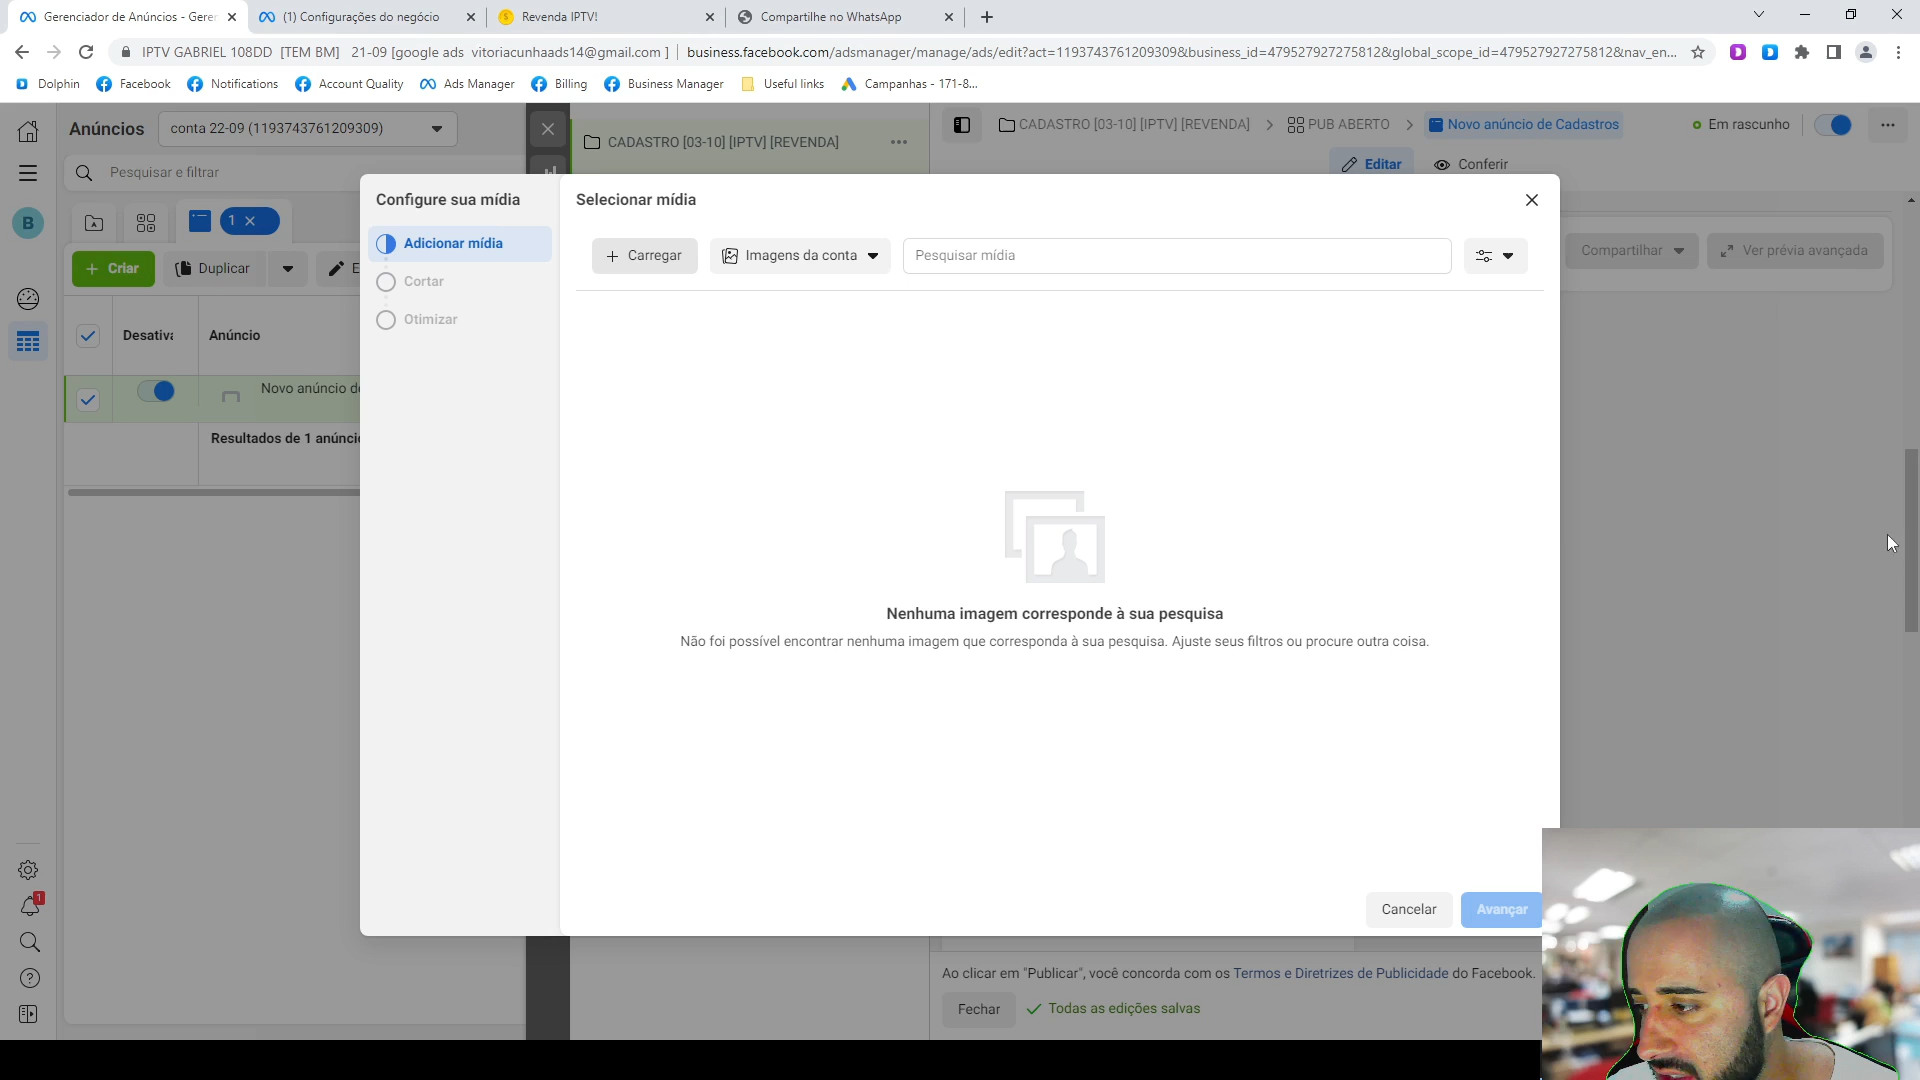 Gerenciador de Anúncios - Geren
(1) Configurações do negócio
Revenda IPTV!
Compartilhe no WhatsApp
IPTV GABRIEL 108DD [TEM BM] 21-09 [google ads vitoriacunhaads14@gmail.com ]
business.facebook.com/adsmanager/manage/ads/edit?act=1193743761209309&business_id=479527927275812&global_scope_id=479527927275812&nav_en...
Dolphin
Facebook
Notifications
Account Quality
Ads Manager
Billing
Business Manager
Useful links
Campanhas - 171-8...
Anúncios
conta 22-09 (1193743761209309)
CADASTRO [03-10] [IPTV] [REVENDA]
CADASTRO [03-10] [IPTV] [REVENDA]
PUB ABERTO
Novo anúncio de Cadastros
Em rascunho
Editar
Conferir
Pesquisar e filtrar
B
1
Criar
Duplicar
E
Desativa
Anúncio
Novo anúncio de
Resultados de 1 anúncio
1
Configure sua mídia
Adicionar mídia
Cortar
Otimizar
Selecionar mídia
Carregar
Imagens da conta
Pesquisar mídia
Compartilhar
Ver prévia avançada
Nenhuma imagem corresponde à sua pesquisa
Não foi possível encontrar nenhuma imagem que corresponda à sua pesquisa. Ajuste seus filtros ou procure outra coisa.
Cancelar
Avançar
Ao clicar em "Publicar", você concorda com os Termos e Diretrizes de Publicidade do Facebook.
Fechar
Todas as edições salvas